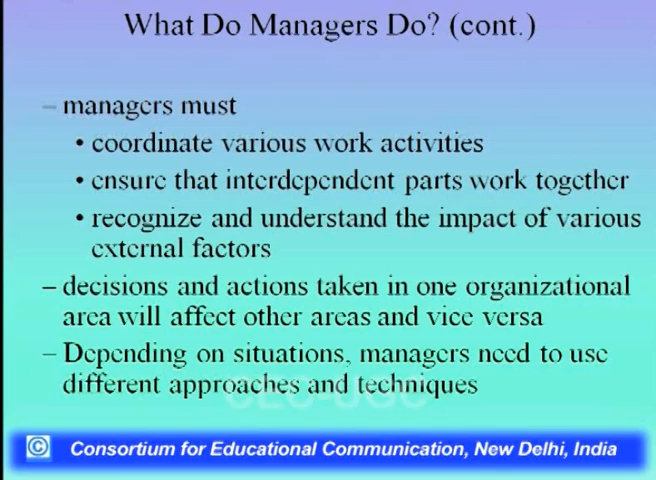 What Do Managers Do? (cont.)
– managers must
• coordinate various work activities
• ensure that interdependent parts work together
• recognize and understand the impact of various
external factors
– decisions and actions taken in one organizational
area will affect other areas and vice versa
– Depending on situations, managers need to use
different approaches and techniques
CEC-UGC
© Consortium for Educational Communication, New Delhi, India